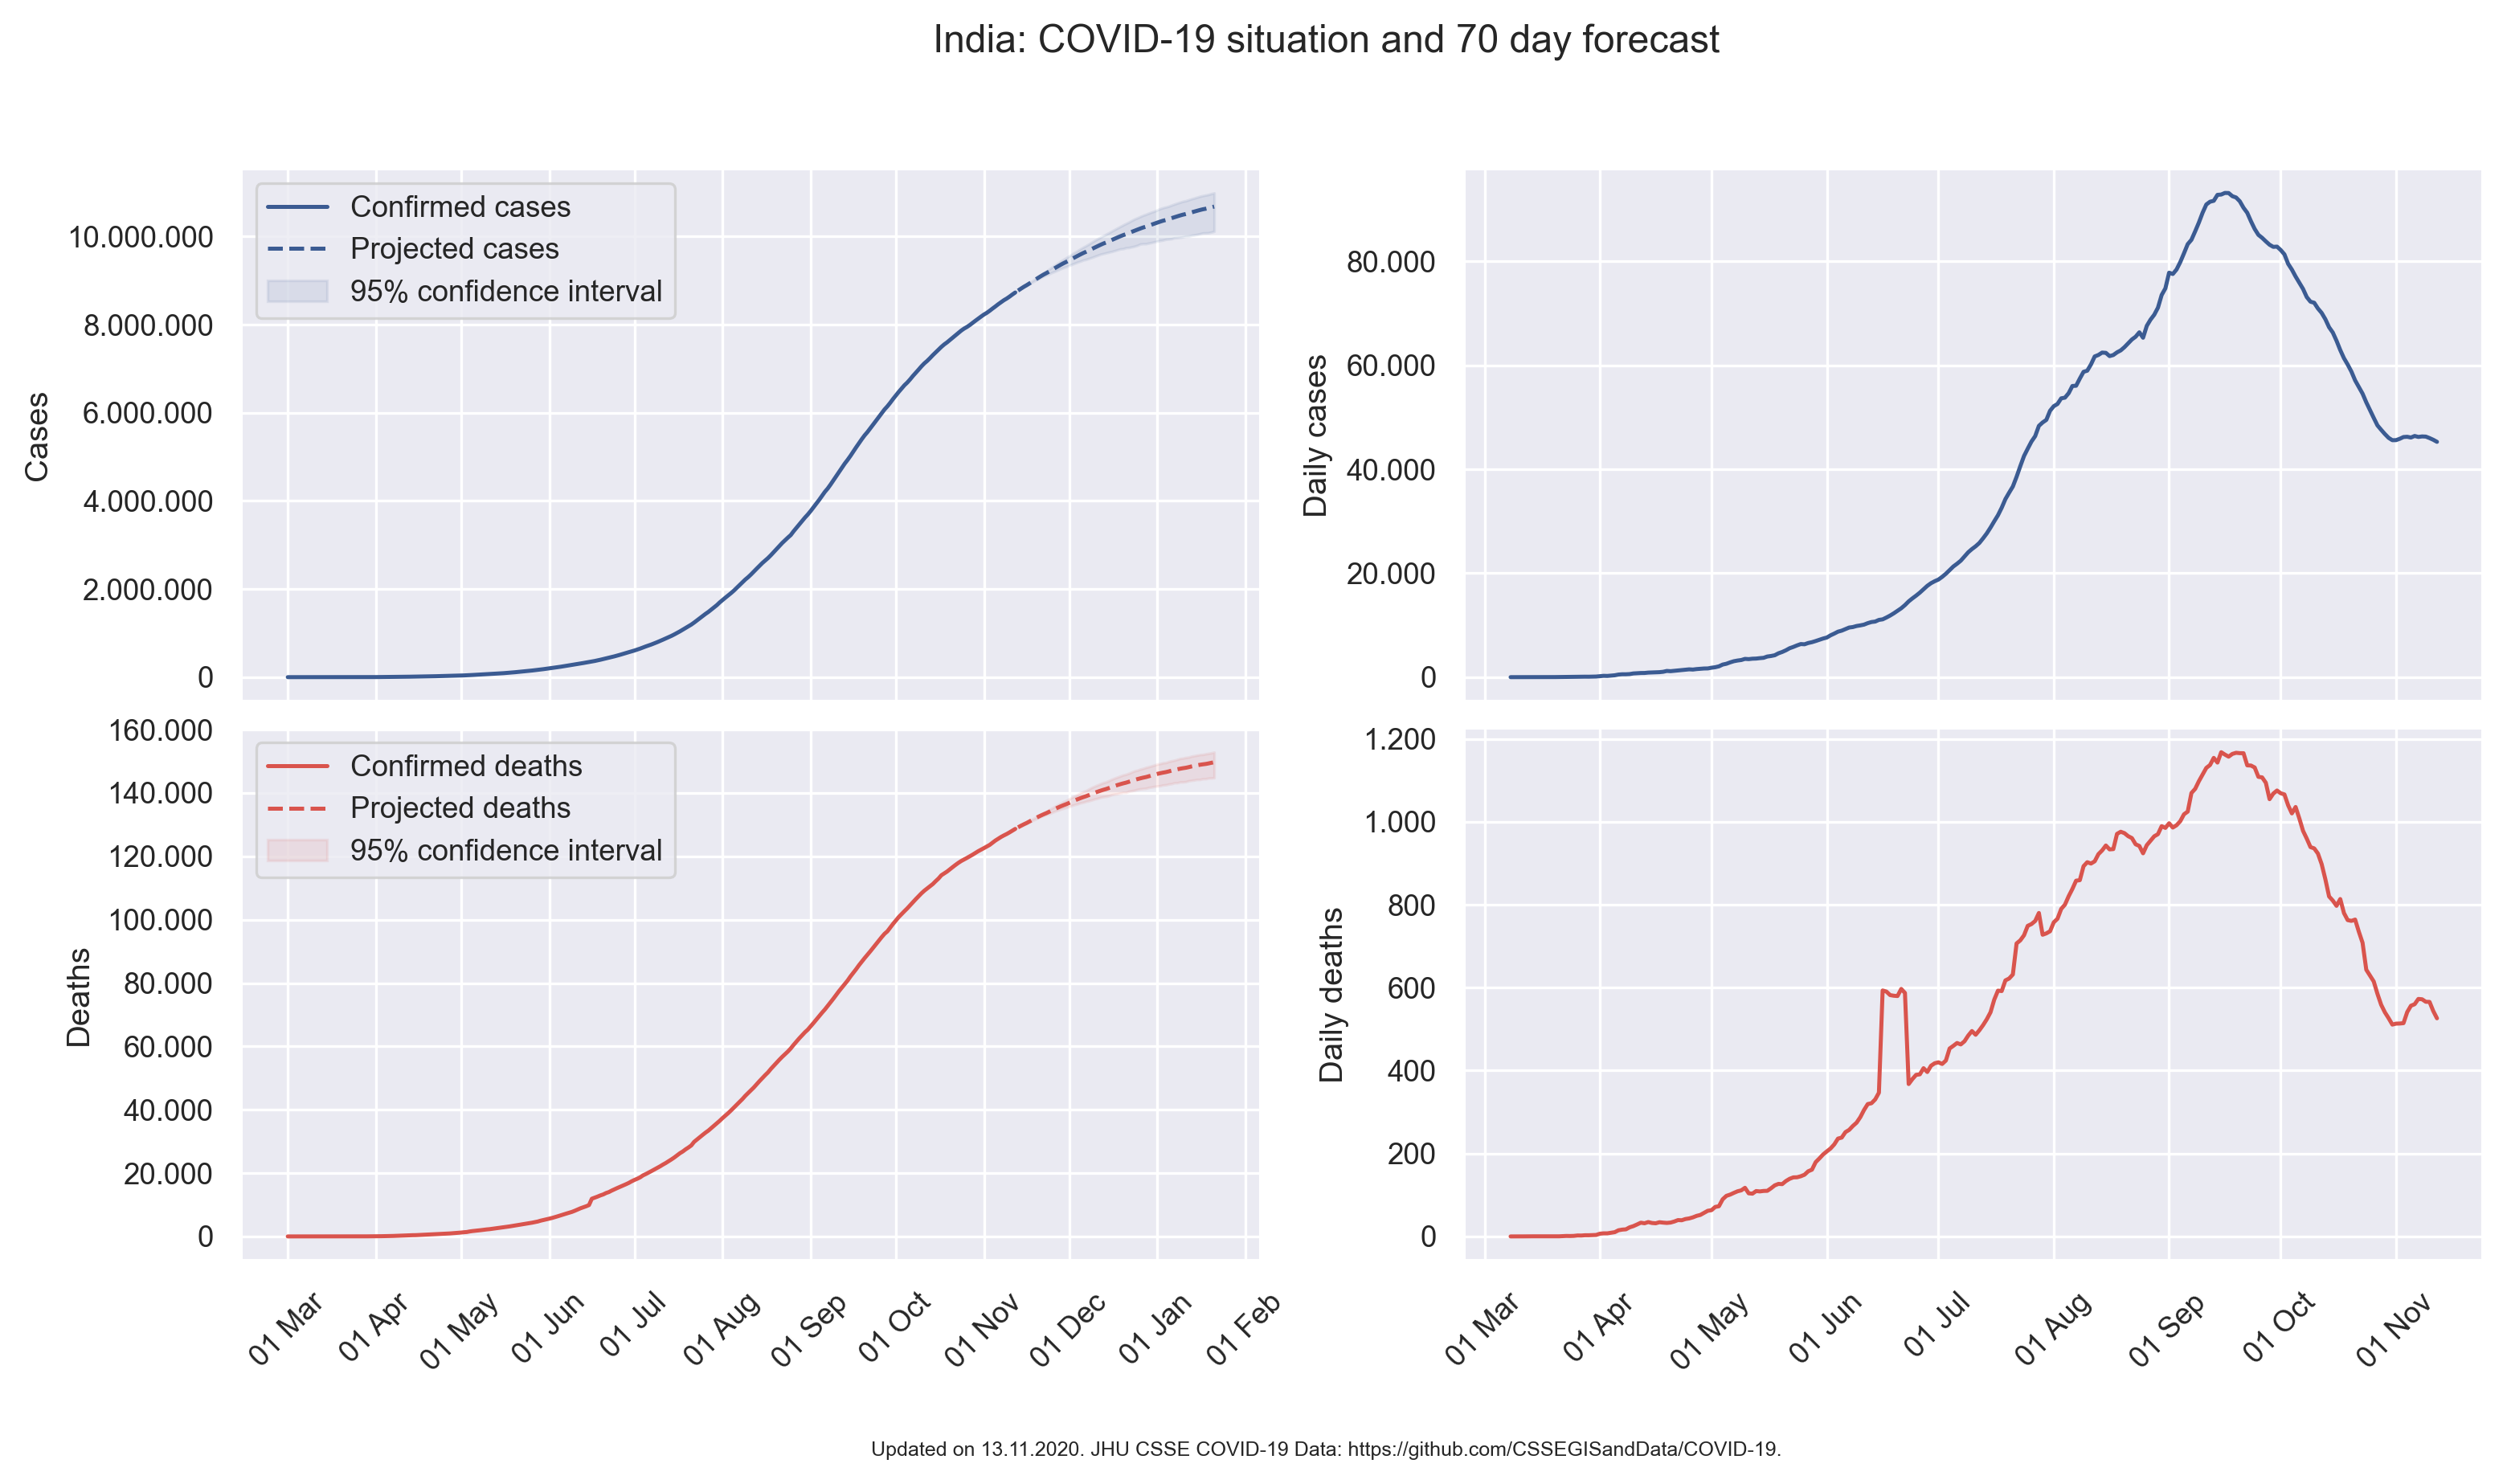 India: COVID-19 situation and 70 day forecast
Confirmed cases
Projected cases
95% confidence interval
Cases
10.000.000
8.000.000
6.000.000
4.000.000
2.000.000
0
Daily cases
80.000
60.000
40.000
20.000
0
Confirmed deaths
Projected deaths
95% confidence interval
Deaths
160.000
140.000
120.000
100.000
80.000
60.000
40.000
20.000
0
01 Mar
01 Apr
01 May
01 Jun
01 Jul
01 Aug
01 Sep
01 Oct
01 Nov
01 Dec
01 Jan
01 Feb
Daily deaths
1.200
1.000
800
600
400
200
0
01 Mar
01 Apr
01 May
01 Jun
01 Jul
01 Aug
01 Sep
01 Oct
01 Nov
Updated on 13.11.2020. JHU CSSE COVID-19 Data: https://github.com/CSSEGISandData/COVID-19.